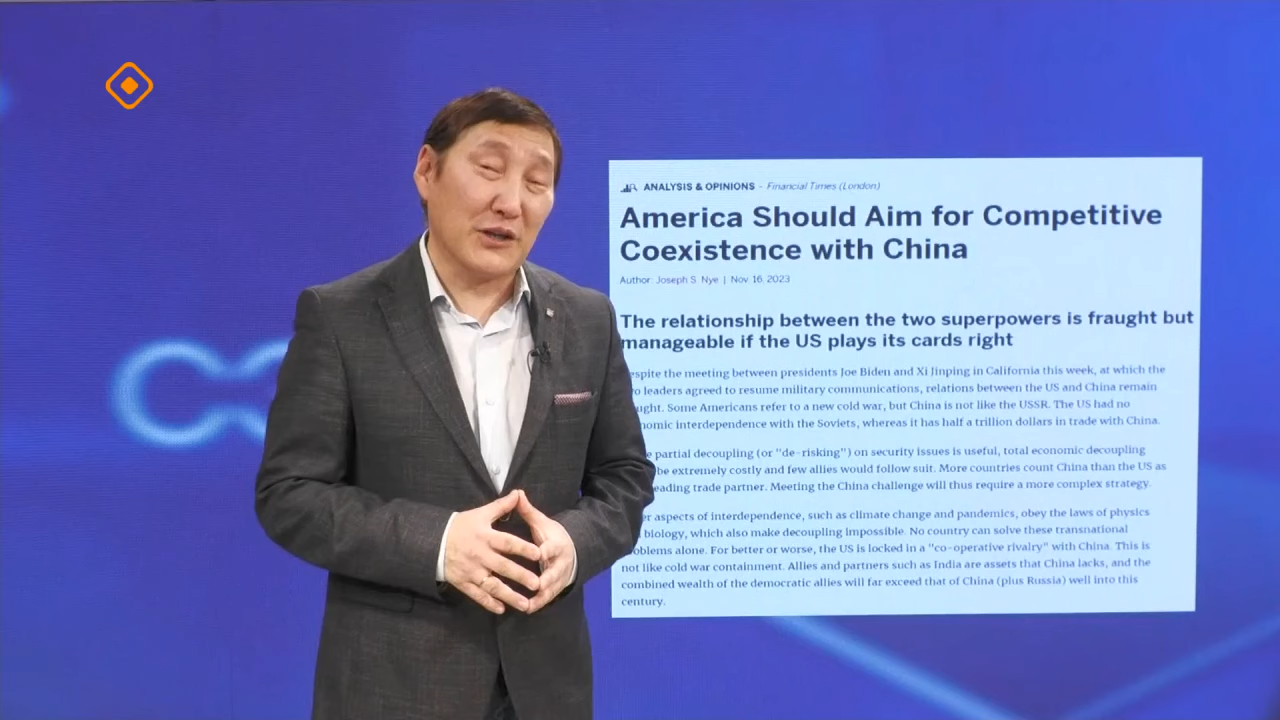 ANALYSIS & OPINIONS - Financial Times (London)
America Should Aim for Competitive
Coexistence with China
Author: Joseph S. Nye | Nov. 16, 2023
The relationship between the two superpowers is fraught but
manageable if the US plays its cards right
espite the meeting between presidents Joe Biden and Xi Jinping in California this week, at which the
o leaders agreed to resume military communications, relations between the US and China remain
ught. Some Americans refer to a new cold war, but China is not like the USSR. The US had no
nomic interdependence with the Soviets, whereas it has half a trillion dollars in trade with China.
e partial decoupling (or "de-risking") on security issues is useful, total economic decoupling
be extremely costly and few allies would follow suit. More countries count China than the US as
eading trade partner. Meeting the China challenge will thus require a more complex strategy.
er aspects of interdependence, such as climate change and pandemics, obey the laws of physics
biology, which also make decoupling impossible. No country can solve these transnational
oblems alone. For better or worse, the US is locked in a "co-operative rivalry" with China. This is
not like cold war containment. Allies and partners such as India are assets that China lacks, and the
combined wealth of the democratic allies will far exceed that of China (plus Russia) well into this
century.